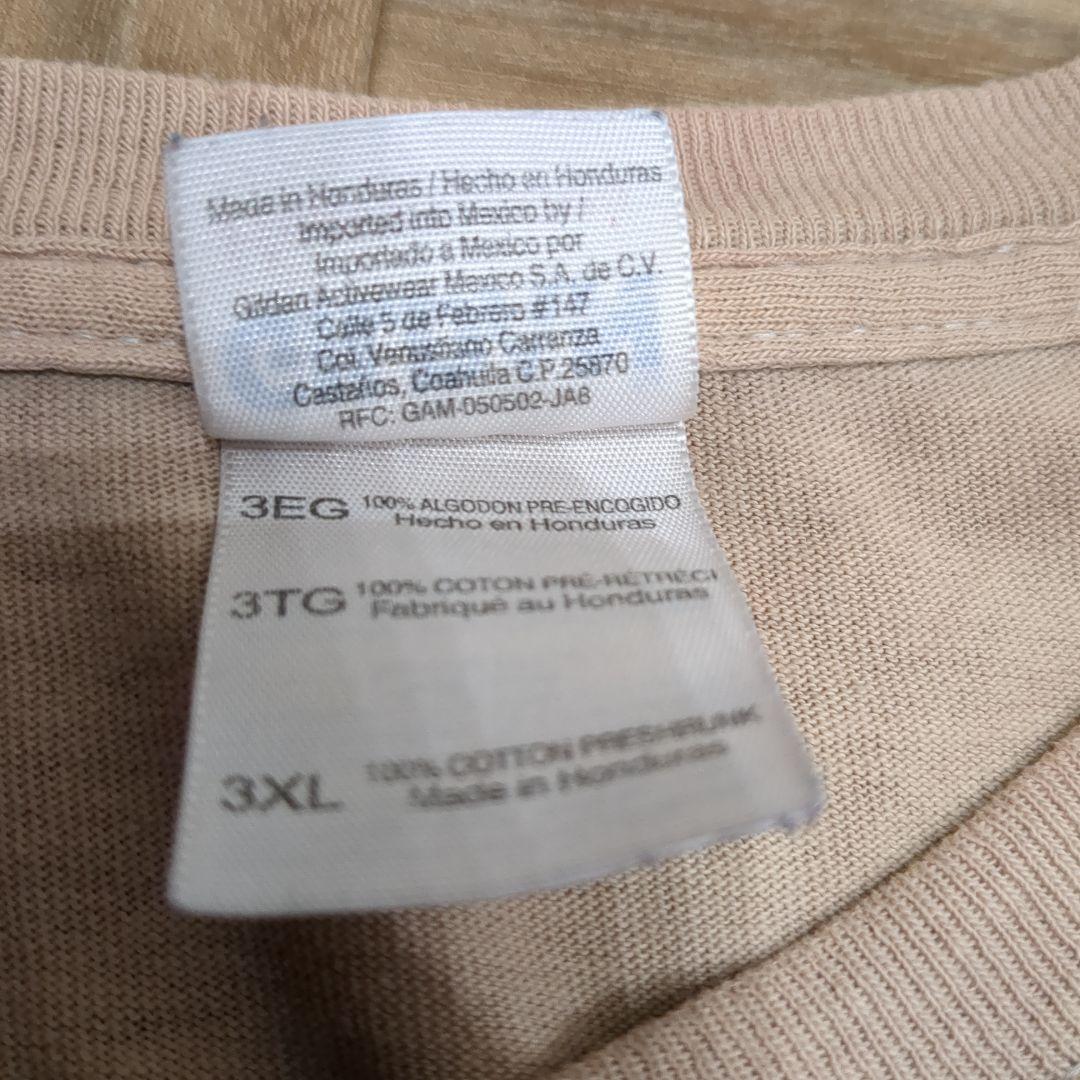 Made in Honduras / Hecho en Honduras
Imported into Mexico by /
Importado a Mexico por
Gildan Activewear Mexico S.A. de C.V.
Calle 5 de Febrero #147
Col. Venustiano Carranza
Castaños, Coahuila C.P. 25870
RFC: GAM-050502-JA8
3EG 100% ALGODON PRE-ENCOGIDO
Hecho en Honduras
3TG 100% COTON PRÉ-RÉTRÉCI
Fabriqué au Honduras
3XL 100% COTTON PRESHRUNK
Made in Honduras